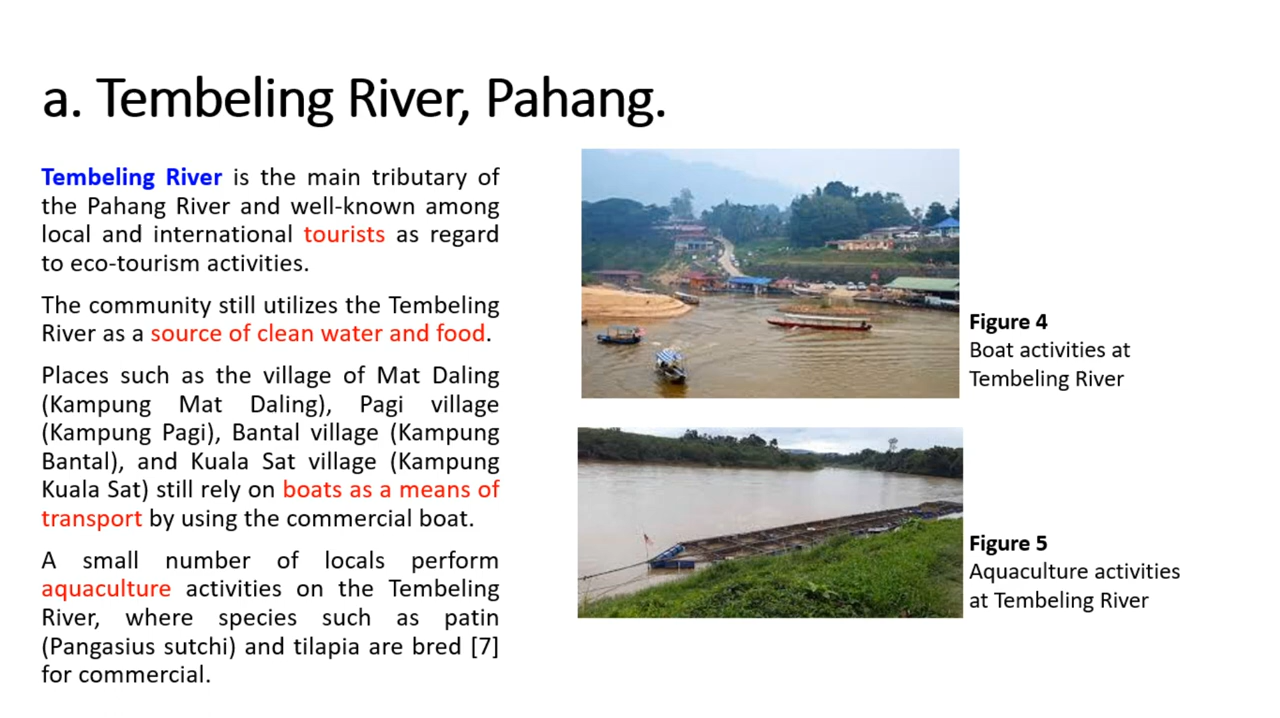 a. Tembeling River, Pahang.
Tembeling River is the main tributary of
the Pahang River and well-known among
local and international tourists as regard
to eco-tourism activities.
The community still utilizes the Tembeling
River as a source of clean water and food.
Places such as the village of Mat Daling
(Kampung Mat Daling), Pagi village
(Kampung Pagi), Bantal village (Kampung
Bantal), and Kuala Sat village (Kampung
Kuala Sat) still rely on boats as a means of
transport by using the commercial boat.
A small number of locals perform
aquaculture activities on the Tembeling
River, where species such as patin
(Pangasius sutchi) and tilapia are bred [7]
for commercial.
Figure 4
Boat activities at
Tembeling River
Figure 5
Aquaculture activities
at Tembeling River